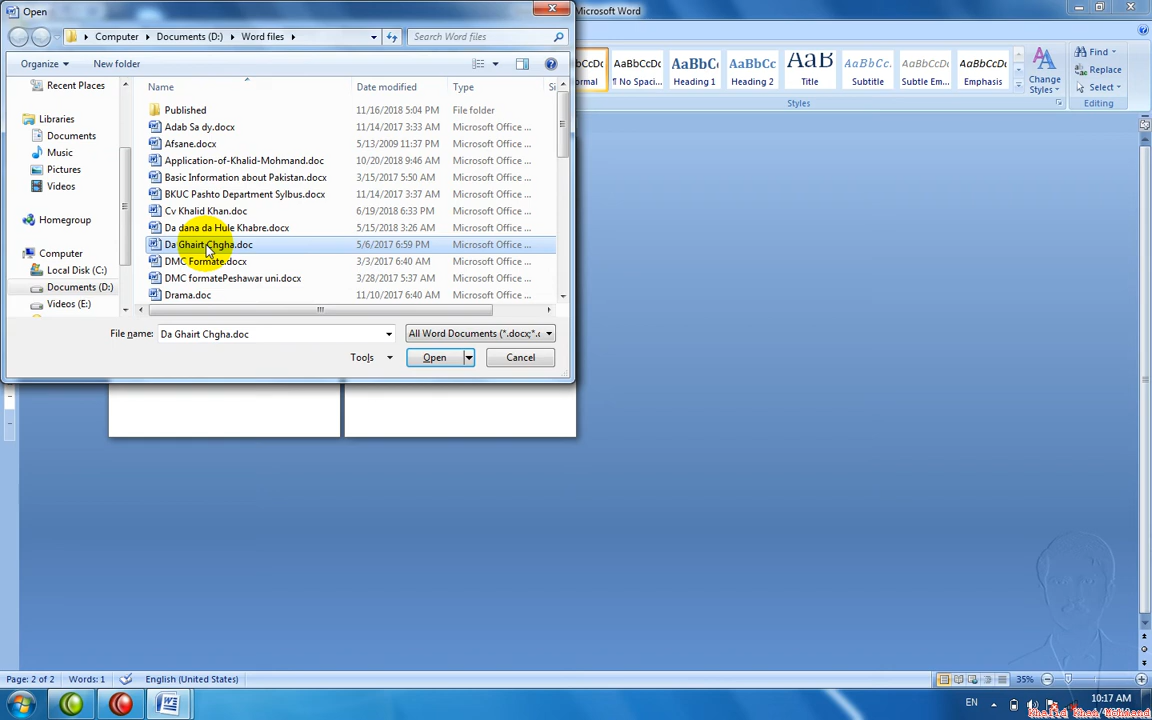 Open
Microsoft Word
Computer Documents (D:) Word files
Search Word files
Organize New folder
Name Date modified Type
Recent Places
Libraries
Documents
Music
Pictures
Videos
Homegroup
Computer
Local Disk (C:)
Documents (D:)
Videos (E:)
Published 11/16/2018 5:04 PM File folder
Adab Sa dy.docx 11/14/2017 3:33 AM Microsoft Office ...
Afsane.docx 5/13/2009 11:37 PM Microsoft Office ...
Application-of-Khalid-Mohmand.doc 10/20/2018 9:46 AM Microsoft Office ...
Basic Information about Pakistan.docx 3/15/2017 5:50 AM Microsoft Office ...
BKUC Pashto Department Sylbus.docx 11/14/2017 3:37 AM Microsoft Office ...
Cv Khalid Khan.doc 6/19/2018 6:33 PM Microsoft Office ...
Da dana da Hule Khabre.docx 5/15/2018 3:26 AM Microsoft Office ...
Da Ghairt Chgha.doc 5/6/2017 6:59 PM Microsoft Office ...
DMC Formate.docx 3/3/2017 6:40 AM Microsoft Office ...
DMC formatePeshawar uni.docx 3/28/2017 5:37 AM Microsoft Office ...
Drama.doc 11/10/2017 6:40 AM Microsoft Office ...
File name: Da Ghairt Chgha.doc All Word Documents (*.docx;*.c
Tools Open Cancel
AaBbCcDc AaBbCc AaBbCc AaB AaBbCc. AaBbCcDc AaBbCcDc
¶ No Spaci... Heading 1 Heading 2 Title Subtitle Subtle Em... Emphasis
Change
Styles
Styles
Find
Replace
Select
Editing
Page: 2 of 2 Words: 1 English (United States) 35%
EN 10:17 AM
Khalid Khan Mohmand